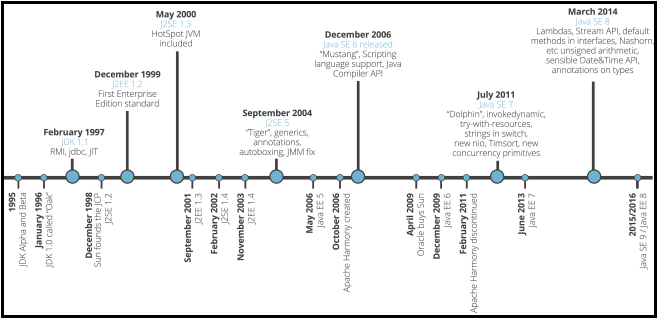 February 1997
JDK 1.1
RMI, jdbc, JIT
December 1999
J2EE 1.2
First Enterprise
Edition standard
May 2000
J2SE 1.3
HotSpot JVM
included
September 2004
J2SE 5
“Tiger”, generics,
annotations,
autoboxing, JMM fix
December 2006
Java SE 6 released
“Mustang”, Scripting
language support, Java
Compiler API
July 2011
Java SE 7
“Dolphin”, invokedynamic,
try-with-resources,
strings in switch,
new nio, Timsort, new
concurrency primitives
March 2014
Java SE 8
Lambdas, Stream API, default
methods in interfaces, Nashorn,
etc unsigned arithmetic,
sensible Date&Time API,
annotations on types
1995
JDK Alpha and Beta
January 1996
JDK 1.0 called “Oak”
December 1998
Sun founds the JCP
J2SE 1.2
September 2001
J2EE 1.3
February 2002
J2SE 1.4
November 2003
J2EE 1.4
May 2006
Java EE 5
October 2006
Apache Harmony created
April 2009
Oracle buys Sun
December 2009
Java EE 6
February 2011
Apache Harmony discontinued
June 2013
Java EE 7
2015/2016
Java SE 9 / Java EE 8